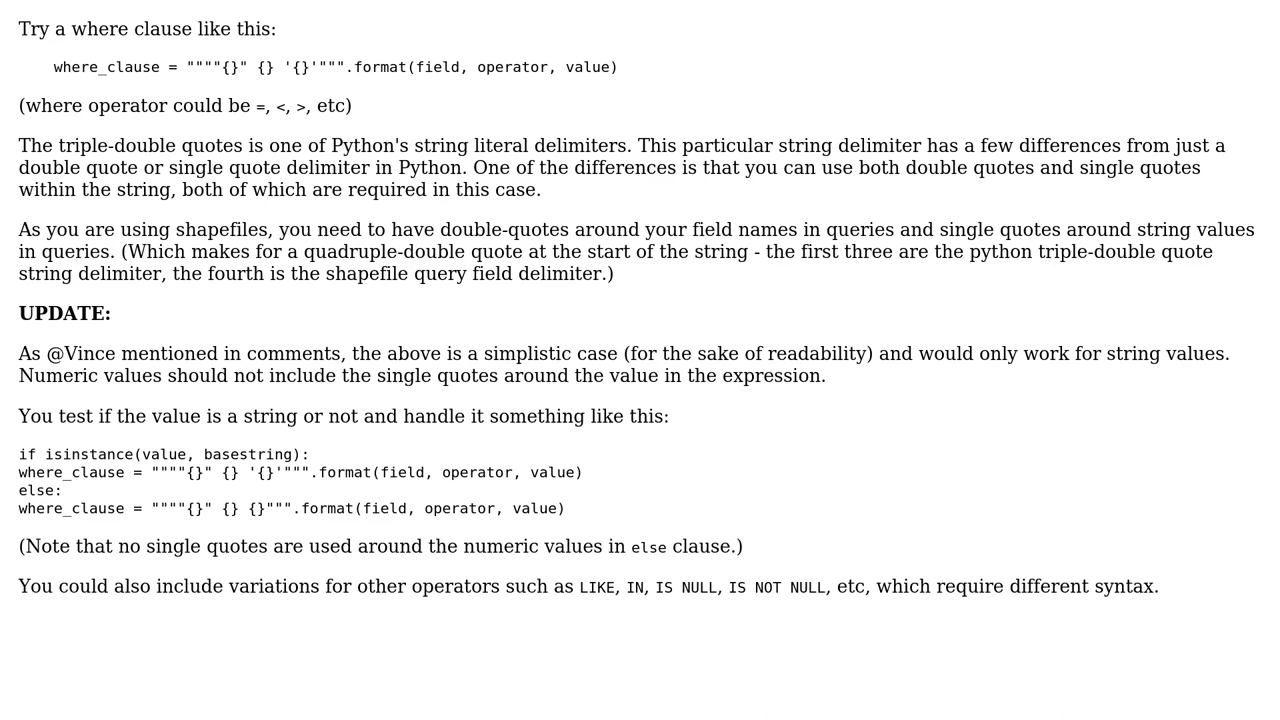 Try a where clause like this:
where_clause = """"{}" {} '{}'""".format(field, operator, value)
(where operator could be =, <, >, etc)
The triple-double quotes is one of Python's string literal delimiters. This particular string delimiter has a few differences from just a
double quote or single quote delimiter in Python. One of the differences is that you can use both double quotes and single quotes
within the string, both of which are required in this case.
As you are using shapefiles, you need to have double-quotes around your field names in queries and single quotes around string values
in queries. (Which makes for a quadruple-double quote at the start of the string - the first three are the python triple-double quote
string delimiter, the fourth is the shapefile query field delimiter.)
UPDATE:
As @Vince mentioned in comments, the above is a simplistic case (for the sake of readability) and would only work for string values.
Numeric values should not include the single quotes around the value in the expression.
You test if the value is a string or not and handle it something like this:
if isinstance(value, basestring):
where_clause = """"{}" {} '{}'""".format(field, operator, value)
else:
where_clause = """"{}" {} {}""".format(field, operator, value)
(Note that no single quotes are used around the numeric values in else clause.)
You could also include variations for other operators such as LIKE, IN, IS NULL, IS NOT NULL, etc, which require different syntax.